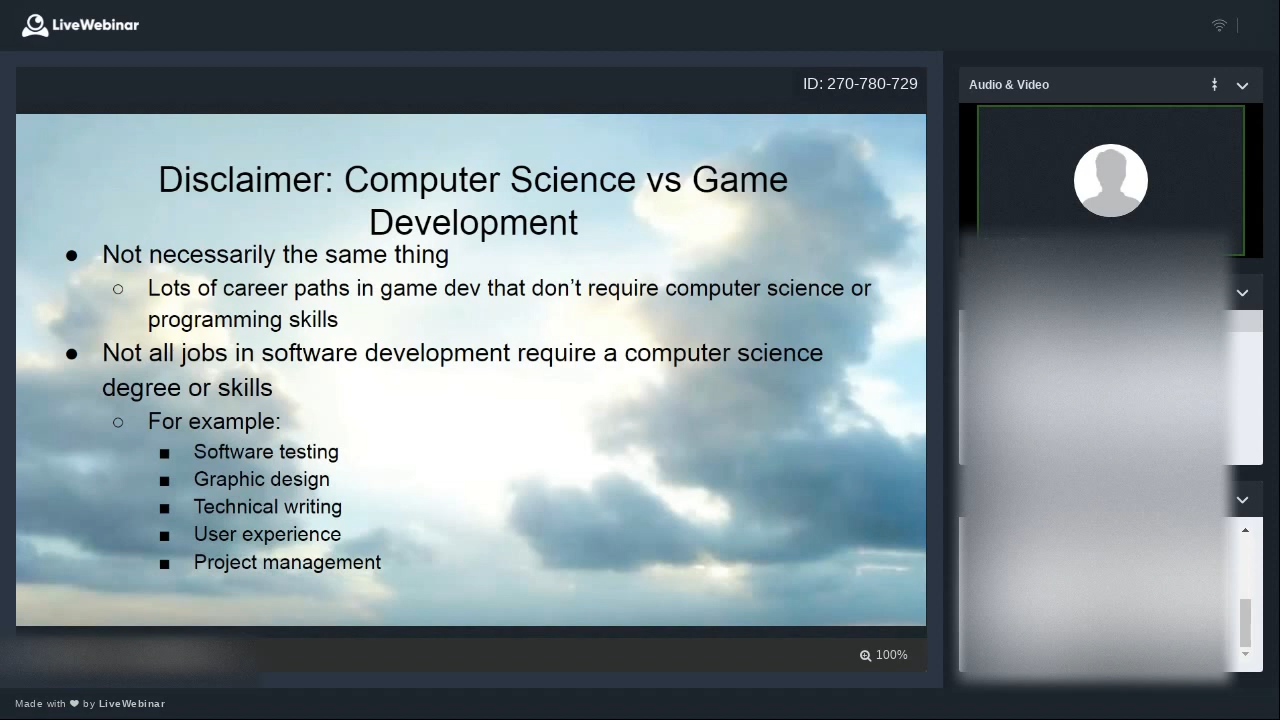 LiveWebinar
ID: 270-780-729
Audio & Video
Disclaimer: Computer Science vs Game
Development
● Not necessarily the same thing
○ Lots of career paths in game dev that don’t require computer science or
programming skills
● Not all jobs in software development require a computer science
degree or skills
○ For example:
■ Software testing
■ Graphic design
■ Technical writing
■ User experience
■ Project management
100%
Made with ❤ by LiveWebinar